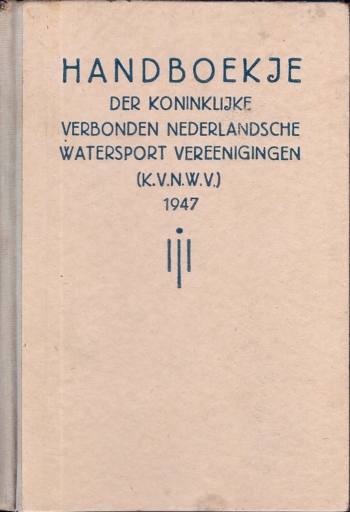 HANDBOEKJE
DER KONINKLIJKE
VERBONDEN NEDERLANDSCHE
WATERSPORT VEREENIGINGEN
(K.V.N.W.V.)
1947